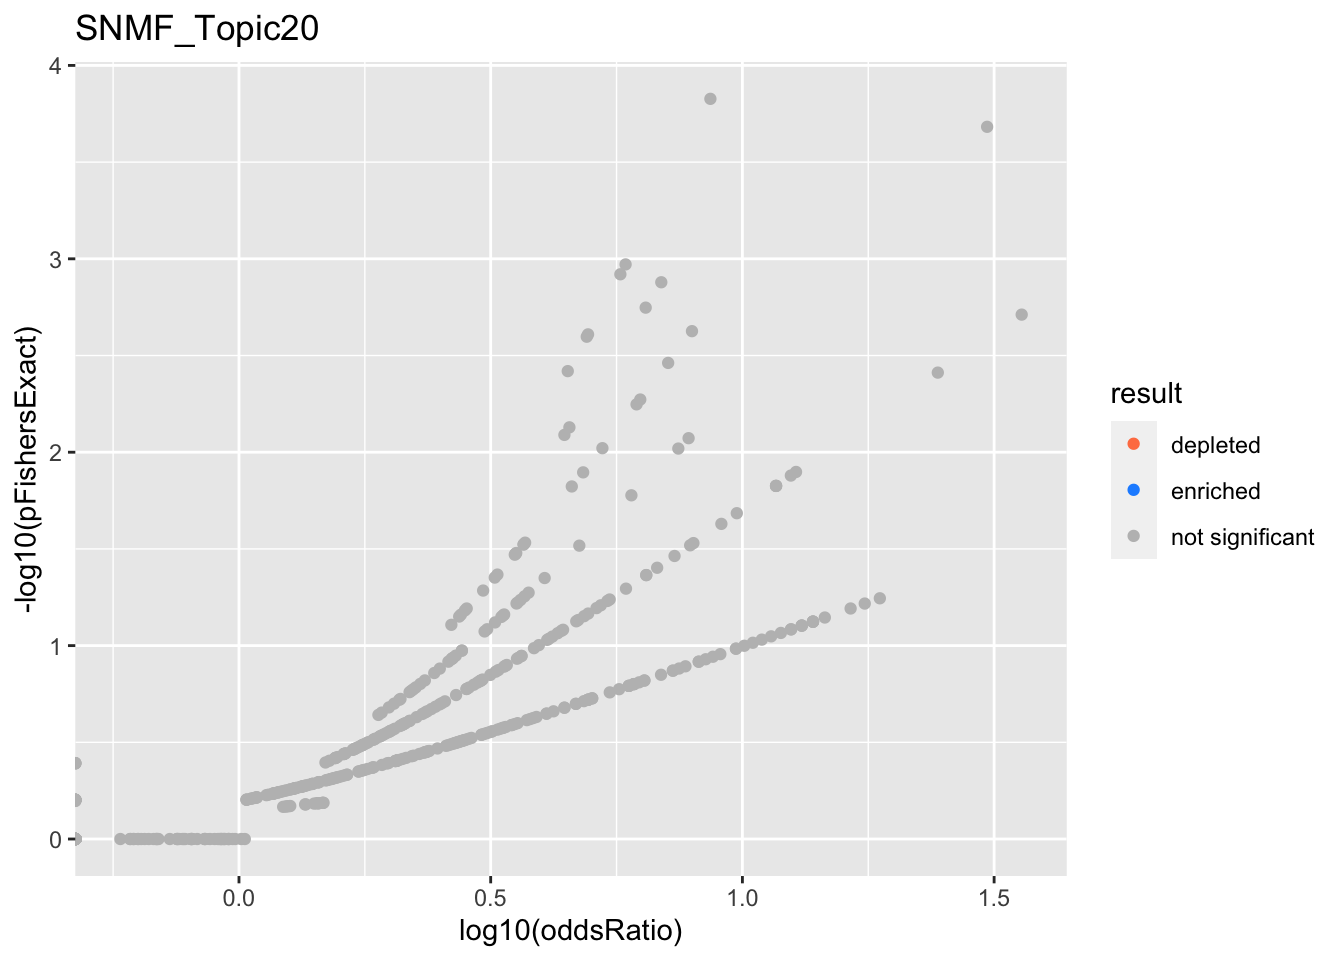 SNMF_Topic20
4
3
2
1
0
-log10(pFishersExact)
0.0 0.5 1.0 1.5
log10(oddsRatio)
result
depleted
enriched
not significant